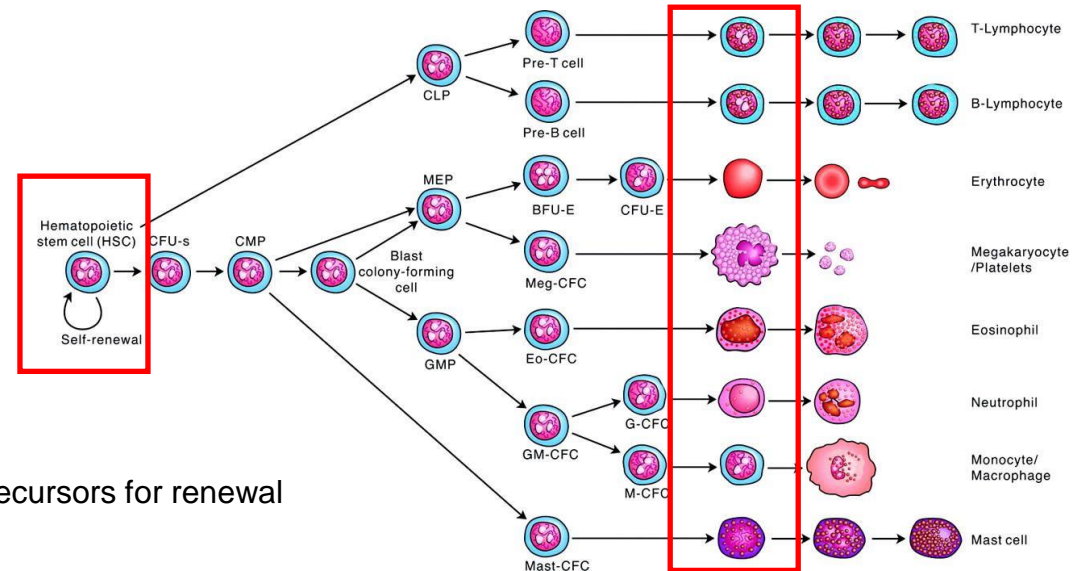 T-Lymphocyte
Pre-T cell
CLP
B-Lymphocyte
Pre-B cell
MEP
Erythrocyte
BFU-E
CFU-E
Hematopoietic
stem cell (HSC)
CFU-s
CMP
Blast
colony-forming
cell
Megakaryocyte
/Platelets
Meg-CFC
Self-renewal
Eosinophil
GMP
Eo-CFC
Neutrophil
G-CFC
GM-CFC
Monocyte/
Macrophage
M-CFC
ecursors for renewal
Mast cell
Mast-CFC